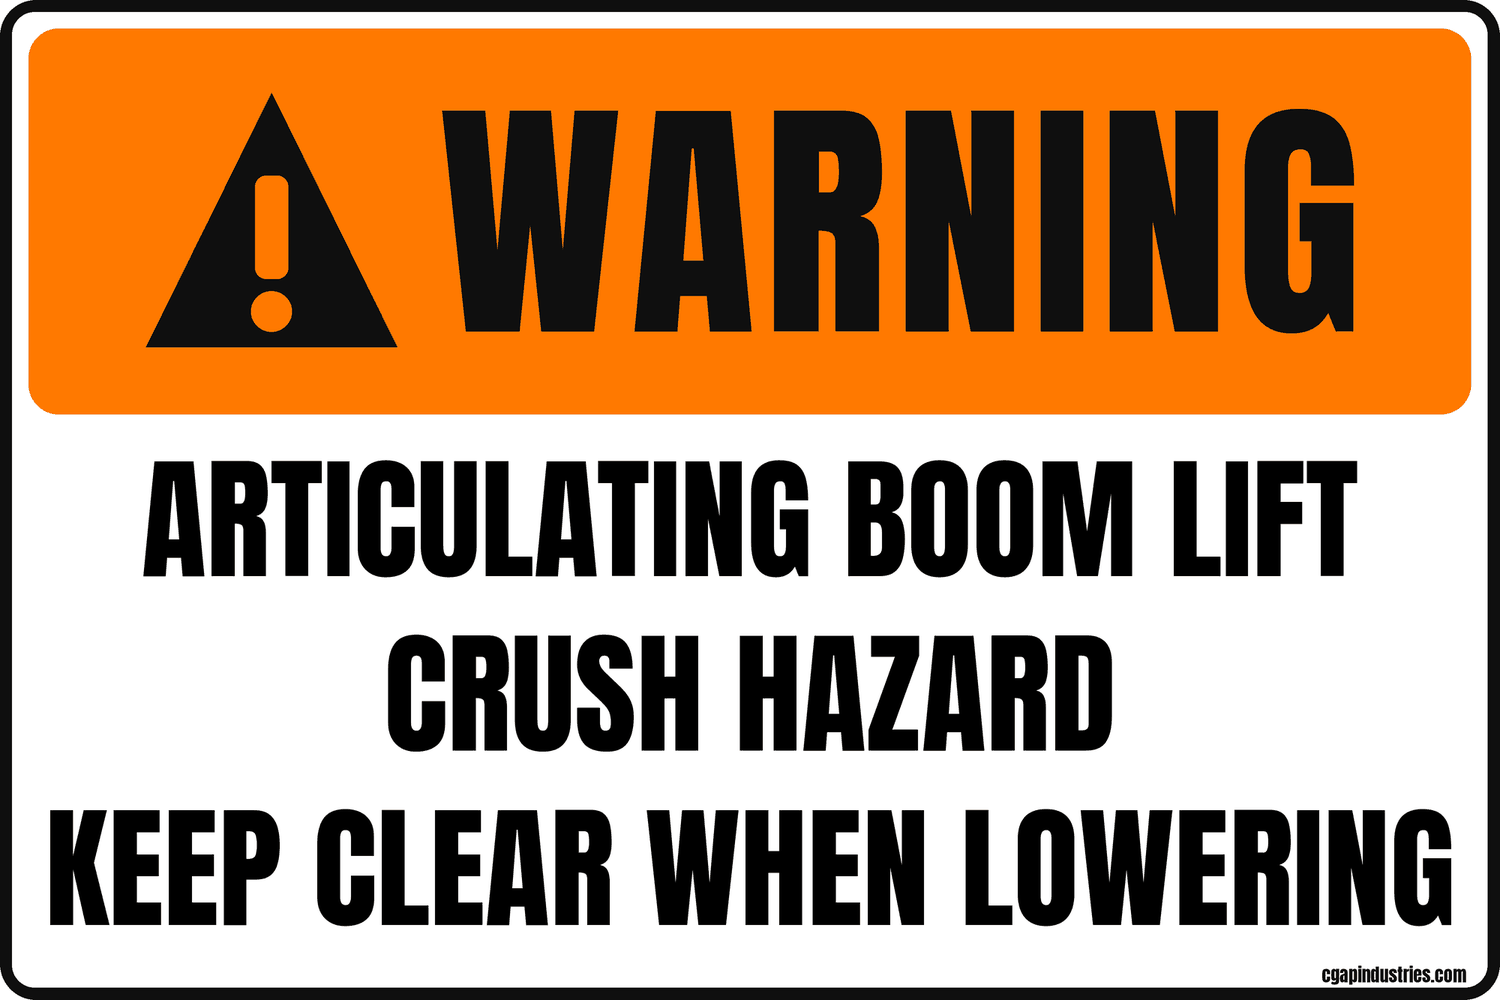 WARNING
ARTICULATING BOOM LIFT
CRUSH HAZARD
KEEP CLEAR WHEN LOWERING
cgapindustries.com